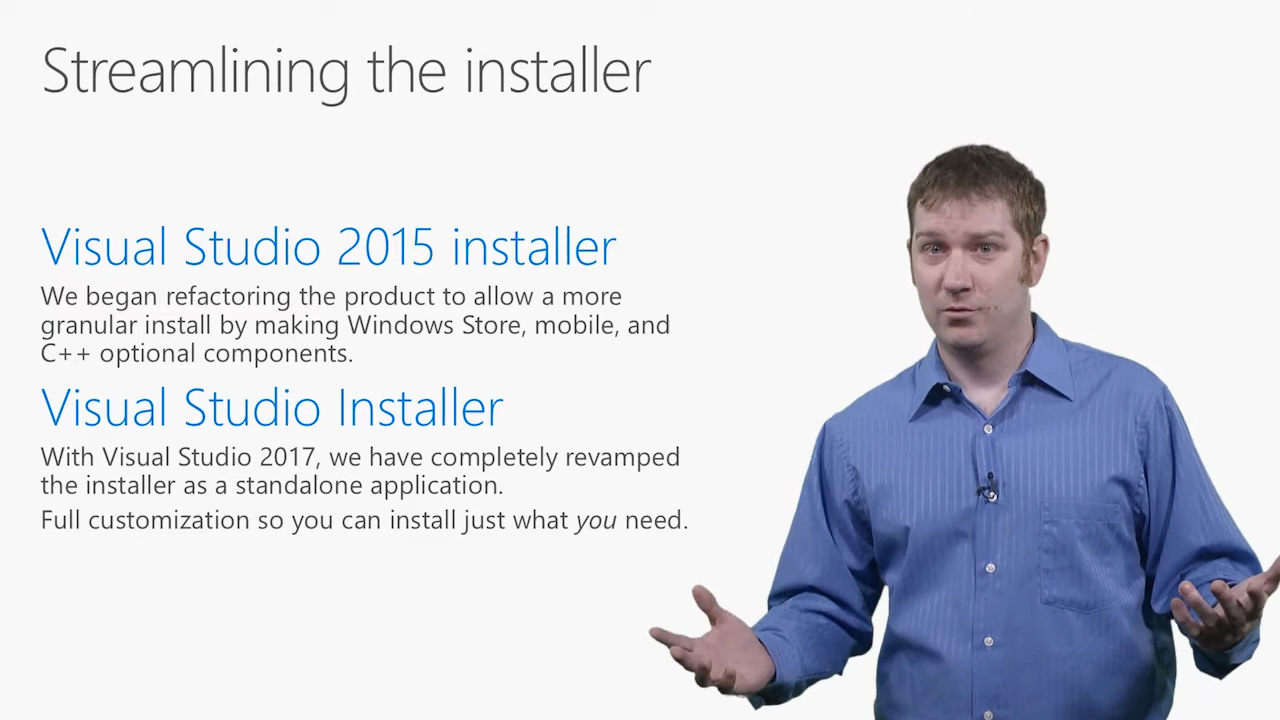 Streamlining the installer
Visual Studio 2015 installer
We began refactoring the product to allow a more
granular install by making Windows Store, mobile, and
C++ optional components.
Visual Studio Installer
With Visual Studio 2017, we have completely revamped
the installer as a standalone application.
Full customization so you can install just what you need.